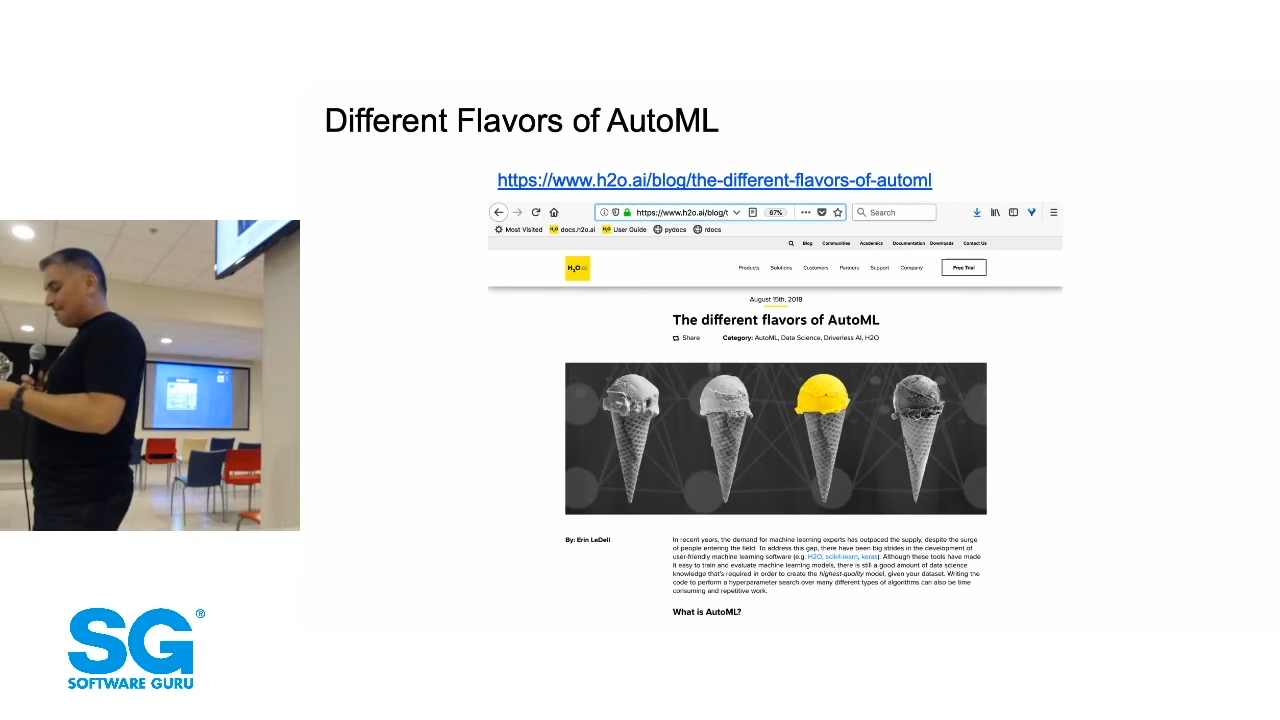 Different Flavors of AutoML
https://www.h2o.ai/blog/the-different-flavors-of-automl
https://www.h2o.ai/blog/t
67%
Search
Most Visited docs.h2o.ai User Guide pydocs rdocs
Blog Communities Academics Documentation Downloads Contact Us
H2O.ai
Products Solutions Customers Partners Support Company Free Trial
August 15th, 2018
The different flavors of AutoML
Share Category: AutoML, Data Science, Driverless AI, H2O
By: Erin LeDell
In recent years, the demand for machine learning experts has outpaced the supply, despite the surge
of people entering the field. To address this gap, there have been big strides in the development of
user-friendly machine learning software (e.g. H2O, scikit-learn, keras). Although these tools have made
it easy to train and evaluate machine learning models, there is still a good amount of data science
knowledge that's required in order to create the highest-quality model, given your dataset. Writing the
code to perform a hyperparameter search over many different types of algorithms can also be time
consuming and repetitive work.
What is AutoML?
SG®
SOFTWARE GURU